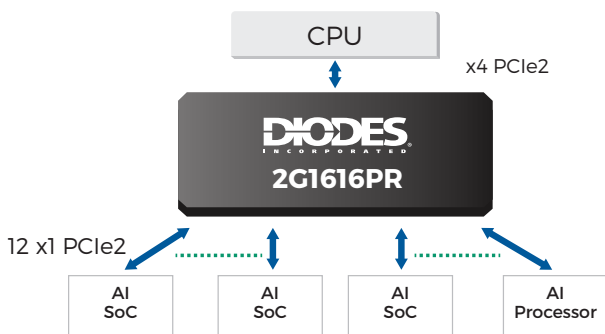 CPU
x4 PCIe2
DIODES
INCORPORATED
2G1616PR
12 x1 PCIe2
AI
SoC
AI
SoC
AI
SoC
AI
Processor